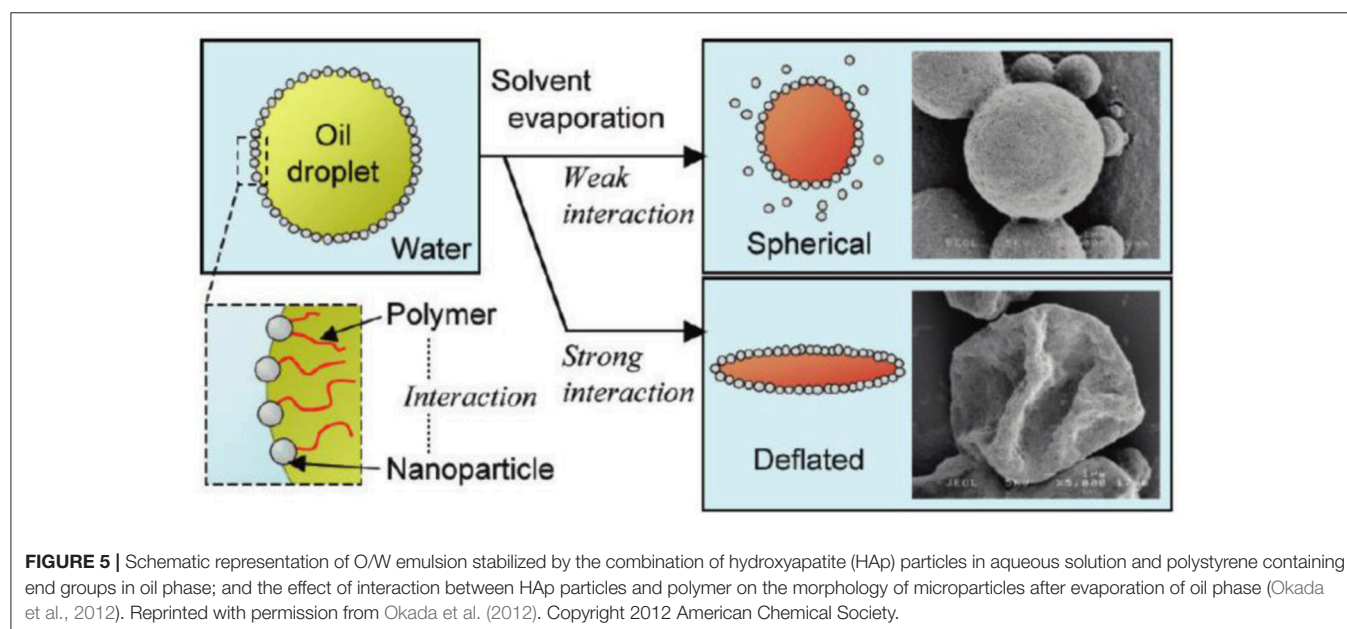 Oil
droplet
Water
Solvent
evaporation
Weak
interaction
Strong
interaction
Spherical
Deflated
Polymer
Interaction
Nanoparticle
JEOL 5KU X5,000
FIGURE 5 | Schematic representation of O/W emulsion stabilized by the combination of hydroxyapatite (HAp) particles in aqueous solution and polystyrene containing
end groups in oil phase; and the effect of interaction between HAp particles and polymer on the morphology of microparticles after evaporation of oil phase (Okada
et al., 2012). Reprinted with permission from Okada et al. (2012). Copyright 2012 American Chemical Society.